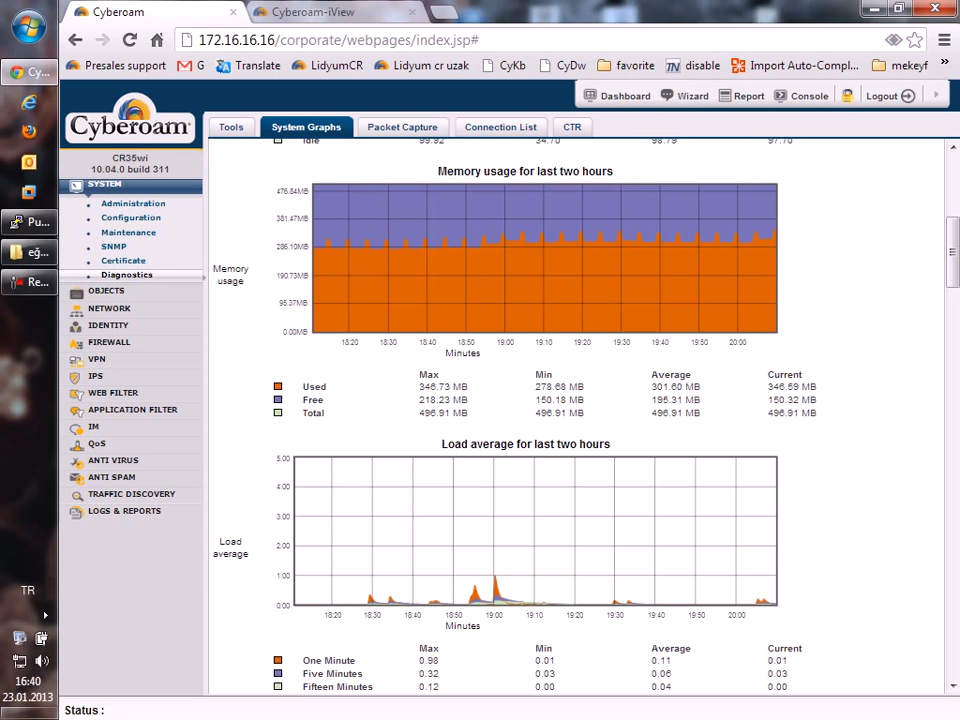 Cyberoam
Cyberoam-iView
172.16.16.16/corporate/webpages/index.jsp#
Presales support
G
Translate
LidyumCR
Lidyum cr uzak
CyKb
CyDw
favorite
disable
Import Auto-Compl...
mekeyf
Cy...
Pu...
eğ...
Re...
TR
16:40
23.01.2013
Cyberoam
CR35wi
10.04.0 build 311
Dashboard
Wizard
Report
Console
Logout
Tools
System Graphs
Packet Capture
Connection List
CTR
SYSTEM
Administration
Configuration
Maintenance
SNMP
Certificate
Diagnostics
OBJECTS
NETWORK
IDENTITY
FIREWALL
VPN
IPS
WEB FILTER
APPLICATION FILTER
IM
QoS
ANTI VIRUS
ANTI SPAM
TRAFFIC DISCOVERY
LOGS & REPORTS
Idle 99.92 34.70 98.79 97.70
Memory usage for last two hours
476.84MB
381.47MB
286.10MB
190.73MB
95.37MB
0.00MB
Memory
usage
18:20 18:30 18:40 18:50 19:00 19:10 19:20 19:30 19:40 19:50 20:00
Minutes
Max Min Average Current
Used 346.73 MB 278.68 MB 301.60 MB 346.59 MB
Free 218.23 MB 150.18 MB 195.31 MB 150.32 MB
Total 496.91 MB 496.91 MB 496.91 MB 496.91 MB
Load average for last two hours
5.00
4.00
3.00
2.00
1.00
0.00
Load
average
18:20 18:30 18:40 18:50 19:00 19:10 19:20 19:30 19:40 19:50 20:00
Minutes
Max Min Average Current
One Minute 0.98 0.01 0.11 0.01
Five Minutes 0.32 0.03 0.06 0.03
Fifteen Minutes 0.12 0.00 0.04 0.00
Status :